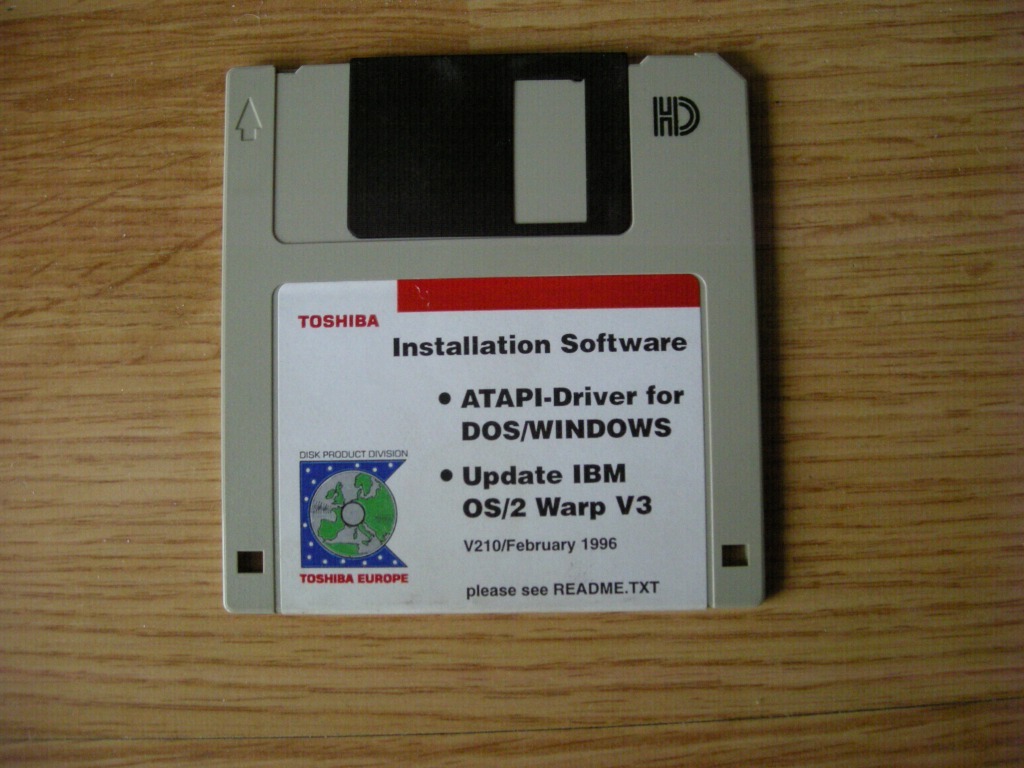 HD
TOSHIBA
Installation Software
• ATAPI-Driver for
DOS/WINDOWS
• Update IBM
OS/2 Warp V3
V210/February 1996
please see README.TXT
DISK PRODUCT DIVISION
TOSHIBA EUROPE